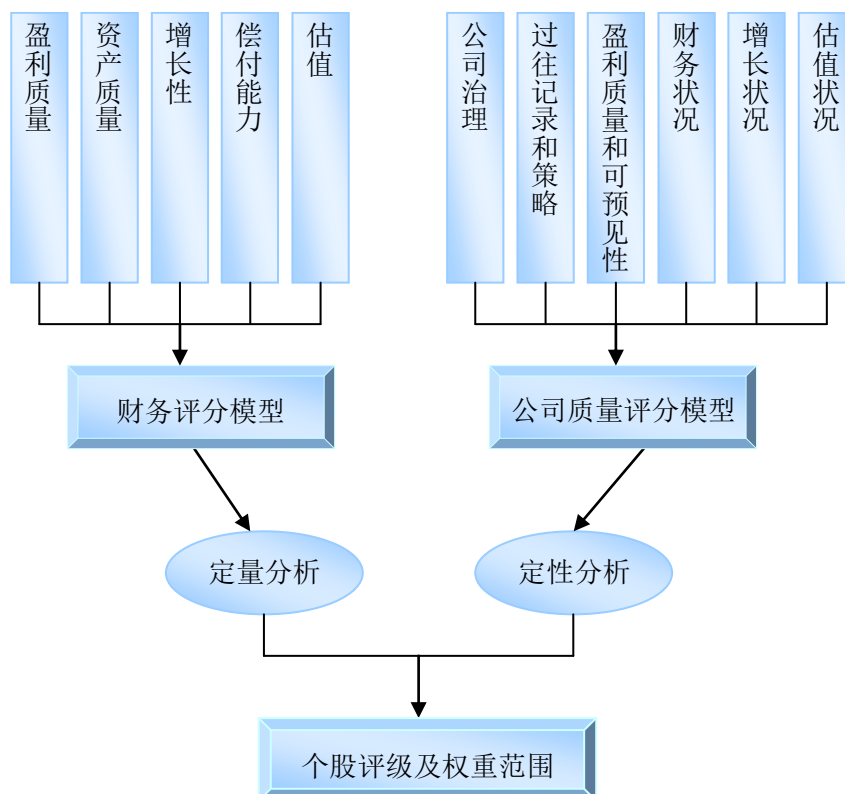 盈利质量
资产质量
增长性
偿付能力
估值
公司治理
过往记录和策略
盈利质量和可预见性
财务状况
增长状况
估值状况
财务评分模型
公司质量评分模型
定量分析
定性分析
个股评级及权重范围